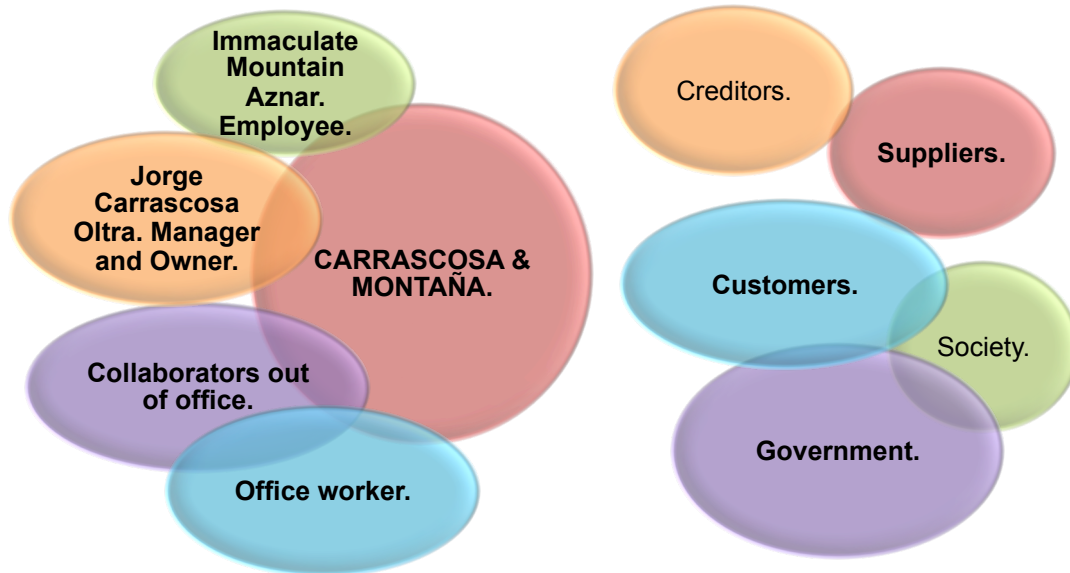 Immaculate
Mountain
Aznar.
Employee.
Jorge
Carrascosa
Oltra. Manager
and Owner.
CARRASCOSA &
MONTAÑA.
Collaborators out
of office.
Office worker.
Creditors.
Suppliers.
Customers.
Society.
Government.